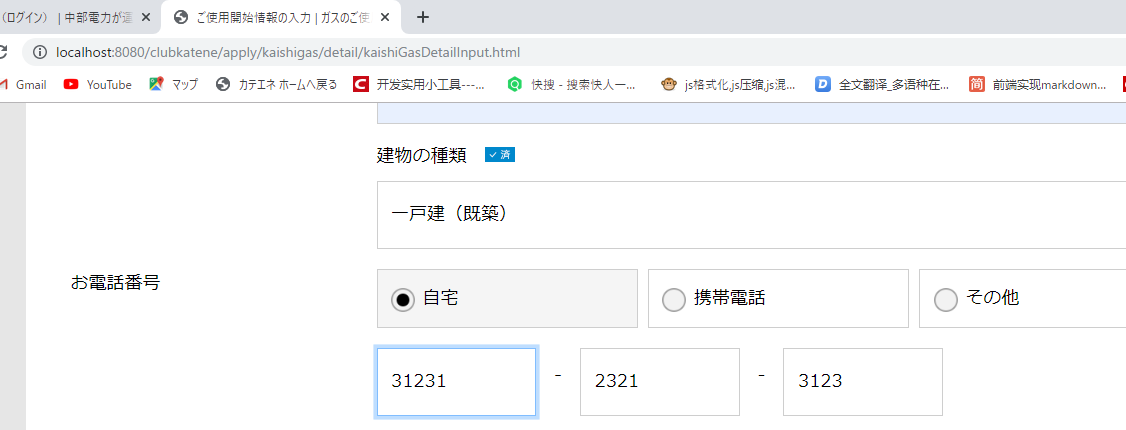 （ログイン） | 中部電力が運
ご使用開始情報の入力 | ガスのご使
localhost:8080/clubkatene/apply/kaishigas/detail/kaishiGasDetailInput.html
Gmail YouTube マップ カテエネ ホームへ戻る 开发实用小工具---... 快搜 - 搜索快人一... js格式化,js压缩,js混... 全文翻译_多语种在... 前端实现markdown...
建物の種類 済
一戸建（既築）
お電話番号
自宅 携帯電話 その他
31231 - 2321 - 3123